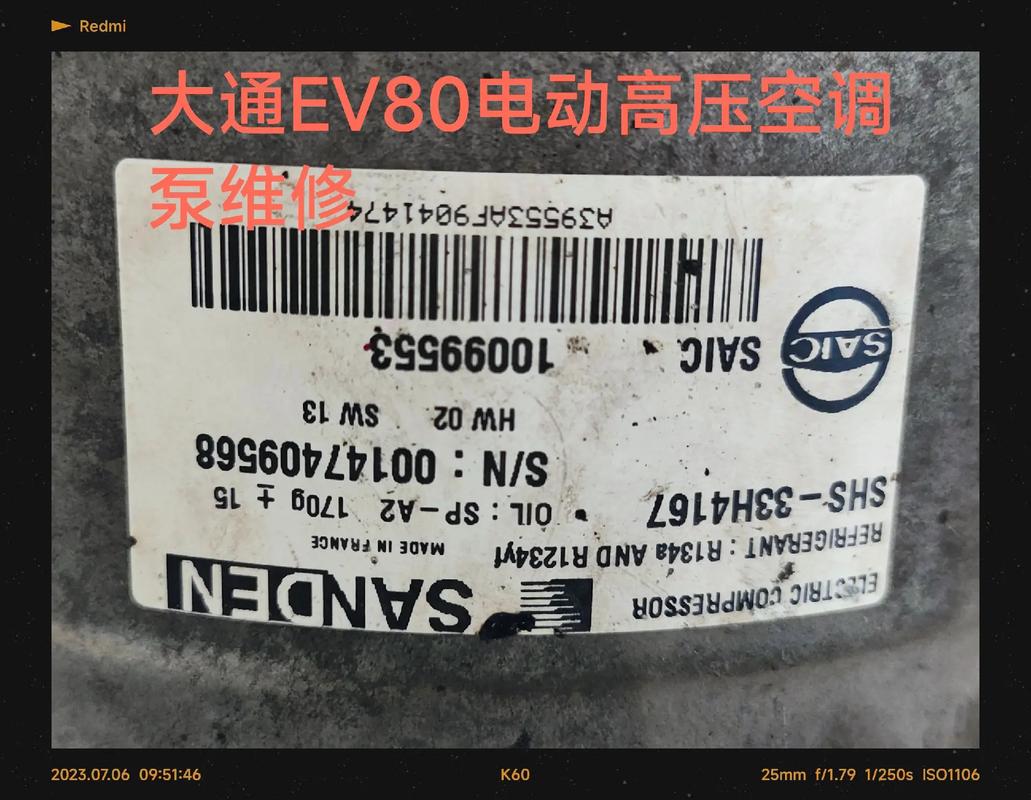 Redmi
大通EV80电动高压空调
泵维修
ELECTRIC COMPRESSOR
SANDEN
REFRIGERANT : R134a AND R1234yf
MADE IN FRANCE
SHS-33H4167
OIL : SP-A2 170g ± 15
S/N : 00147409568
HW 02 SW 13
SAIC
SAIC 10099553
A39553AF9041474
2023.07.06 09:51:46
K60
25mm f/1.79 1/250s ISO1106